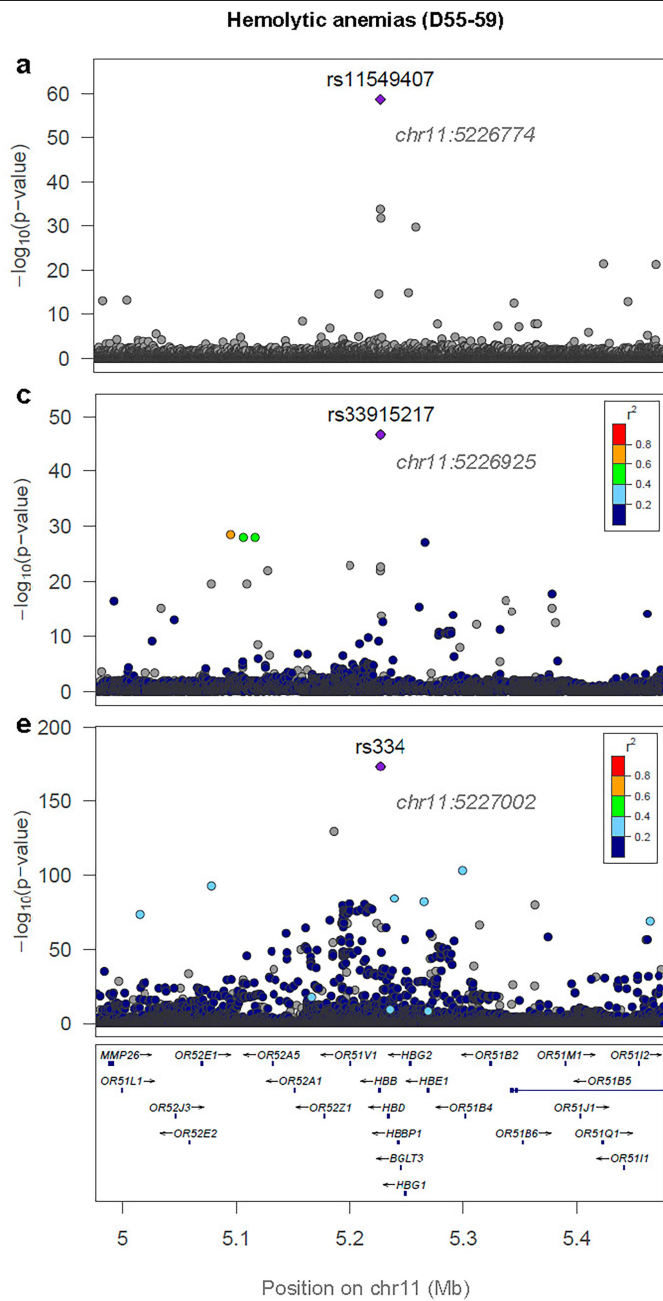 Hemolytic anemias (D55-59)
a
rs11549407
chr11:5226774
−log10(p−value)
60
50
40
30
20
10
0
c
rs33915217
chr11:5226925
−log10(p−value)
50
40
30
20
10
0
r2
0.8
0.6
0.4
0.2
e
rs334
chr11:5227002
−log10(p−value)
200
150
100
50
0
r2
0.8
0.6
0.4
0.2
MMP26→ OR52E1→ ←OR52A5 ←OR51V1 ←HBG2 ←OR51B2 OR51M1→ OR51I2→
OR51L1→ ←OR52A1 ←HBB ←HBE1 ←OR51B5
OR52J3→ ←OR52Z1 ←HBD ←OR51B4 OR51J1→
←OR52E2 ←HBBP1 OR51B6→ OR51Q1→
←BGLT3 ←OR51I1
←HBG1
5 5.1 5.2 5.3 5.4
Position on chr11 (Mb)